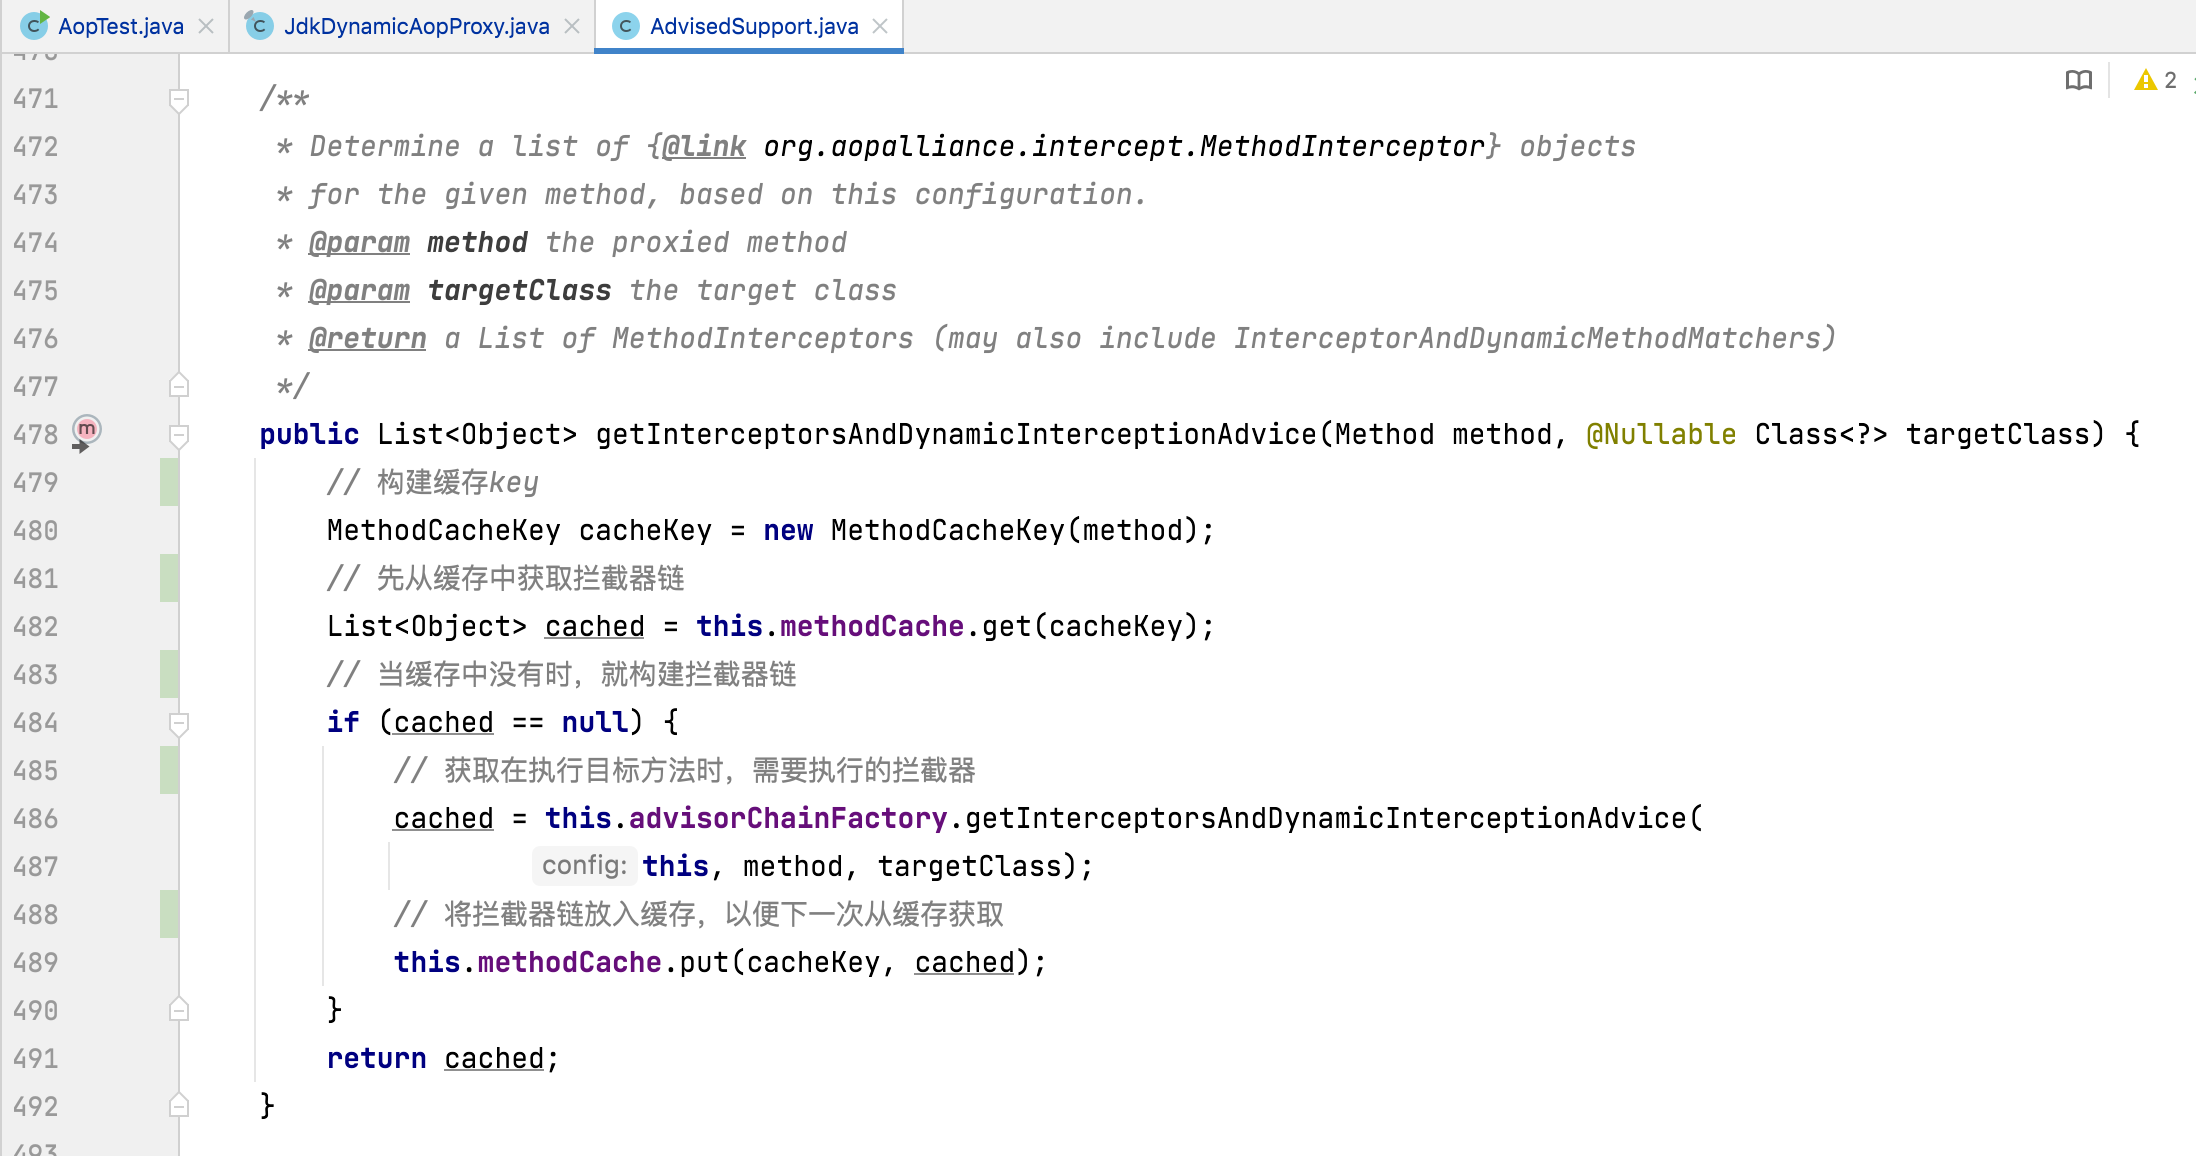 AopTest.java JdkDynamicAopProxy.java AdvisedSupport.java
2
471 /**
472 * Determine a list of {@link org.aopalliance.intercept.MethodInterceptor} objects
473 * for the given method, based on this configuration.
474 * @param method the proxied method
475 * @param targetClass the target class
476 * @return a List of MethodInterceptors (may also include InterceptorAndDynamicMethodMatchers)
477 */
478 public List<Object> getInterceptorsAndDynamicInterceptionAdvice(Method method, @Nullable Class<?> targetClass) {
479 // 构建缓存key
480 MethodCacheKey cacheKey = new MethodCacheKey(method);
481 // 先从缓存中获取拦截器链
482 List<Object> cached = this.methodCache.get(cacheKey);
483 // 当缓存中没有时，就构建拦截器链
484 if (cached == null) {
485 // 获取在执行目标方法时，需要执行的拦截器
486 cached = this.advisorChainFactory.getInterceptorsAndDynamicInterceptionAdvice(
487 config: this, method, targetClass);
488 // 将拦截器链放入缓存，以便下一次从缓存获取
489 this.methodCache.put(cacheKey, cached);
490 }
491 return cached;
492 }
493